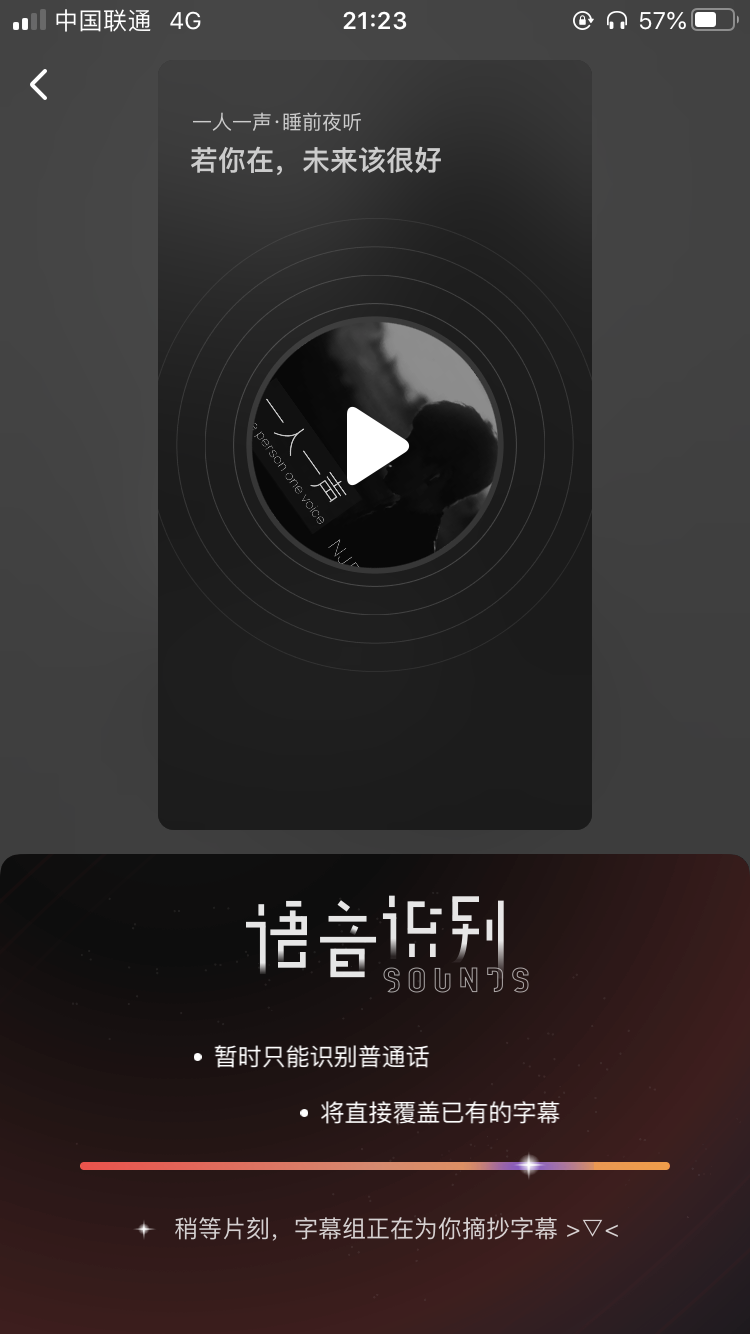 中国联通 4G 21:23 57%
一人一声·睡前夜听
若你在，未来该很好
一人一声
person one voice
语音识别
SOUNDS
暂时只能识别普通话
将直接覆盖已有的字幕
稍等片刻，字幕组正在为你摘抄字幕 >▽<